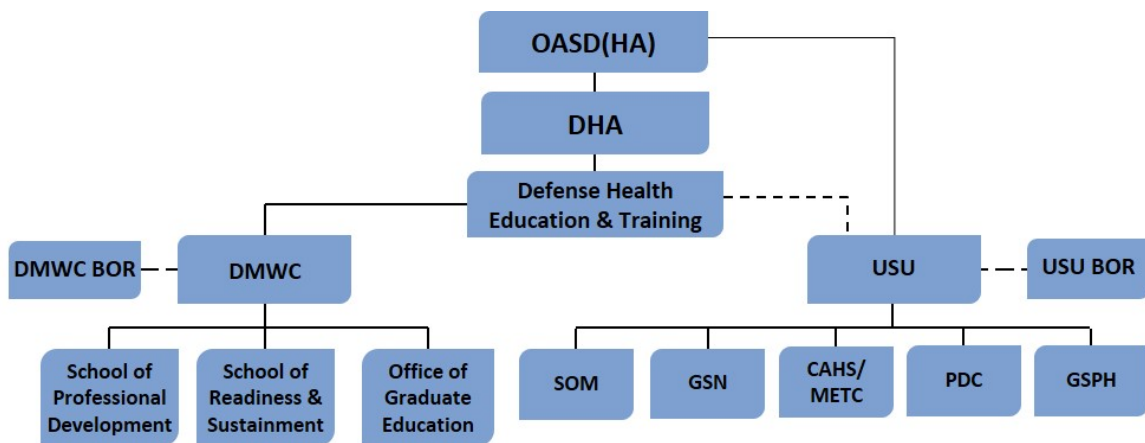 OASD(HA)
DHA
Defense Health
Education & Training
DMWC BOR
DMWC
USU
USU BOR
School of
Professional
Development
School of
Readiness &
Sustainment
Office of
Graduate
Education
SOM
GSN
CAHS/
METC
PDC
GSPH